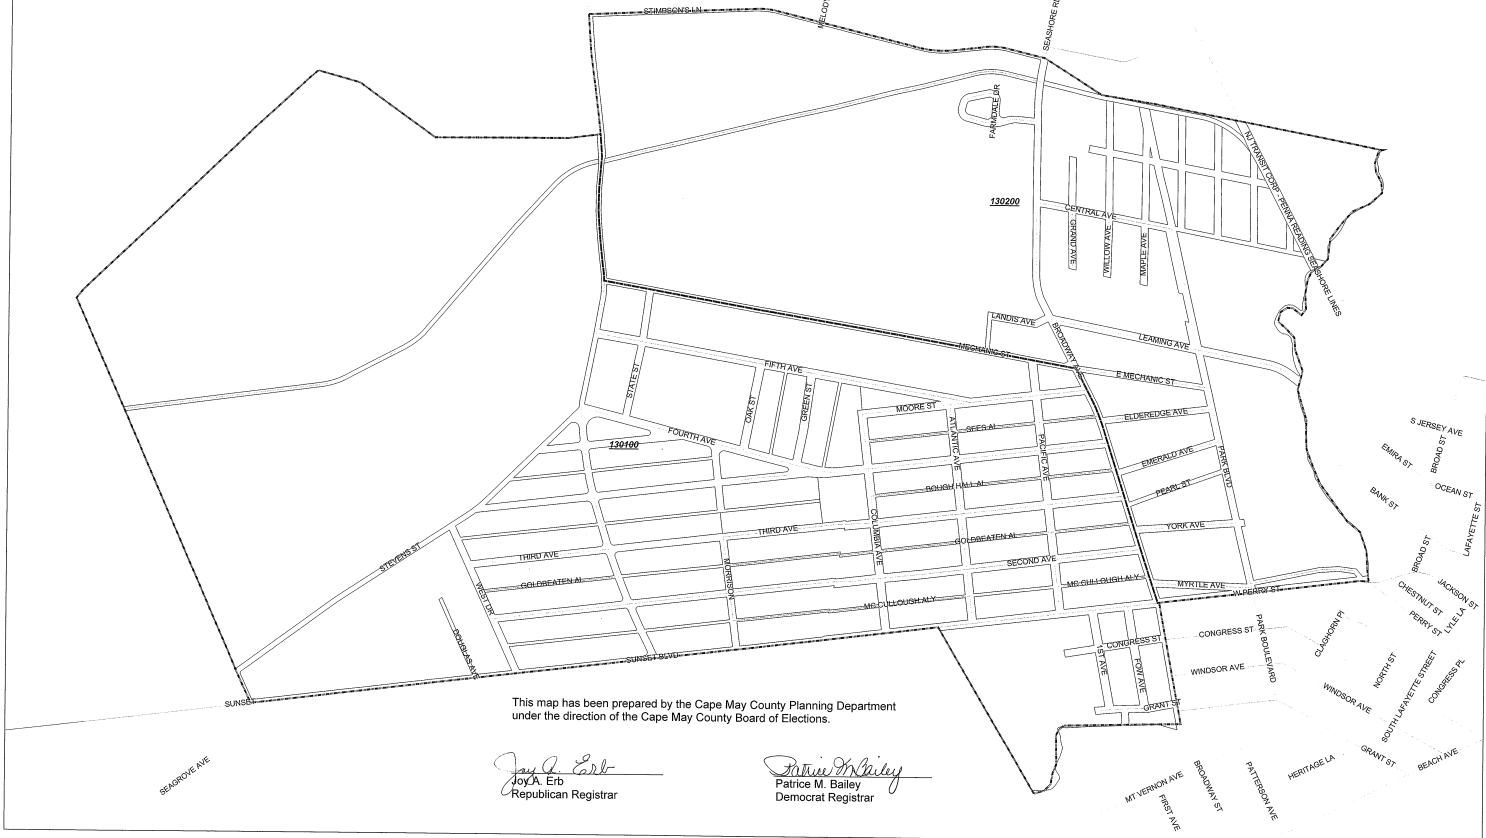 STIMPSON'S LN
MELODY
SEASHORE RD
FARMDALE DR
NJ TRANSIT CORP - PENNA READING SEASHORE LINES
130200
CENTRAL AVE
GRAND AVE
WILLOW AVE
MAPLE AVE
LANDIS AVE
BROADWAY AVE
LEAMING AVE
MECHANIC ST
E MECHANIC ST
FIFTH AVE
STATE ST
OAK ST
GREEN ST
MOORE ST
ATLANTIC AVE
SEES AL
PACIFIC AVE
ELDEREDGE AVE
S JERSEY AVE
BROAD ST
EMIRA ST
130100
FOURTH AVE
EMERALD AVE
PARK BLVD
PEARL ST
BOUGH HALL AL
OCEAN ST
BANK ST
LAFAYETTE ST
COLUMBIA AVE
THIRD AVE
YORK AVE
GOLDBEATEN AL
STEVENS ST
THIRD AVE
SECOND AVE
BROAD ST
GOLDBEATEN AL
WEST DR
MORRISON
MC CULLOUGH ALY
MC CULLOUGH ALY
MYRTLE AVE
W PERRY ST
CHESTNUT ST
JACKSON ST
PERRY ST
LYLE LA
DOUGLAS AVE
SUNSET BLVD
1ST AVE
CONGRESS ST
CONGRESS ST
PARK BOULEVARD
CLAGHORN Pl
FOW AVE
WINDSOR AVE
NORTH ST
SOUTH LAFAYETTE STREET
CONGRESS PL
WINDSOR AVE
SUNSET
GRANT ST
This map has been prepared by the Cape May County Planning Department
under the direction of the Cape May County Board of Elections.
SEAGROVE AVE
GRANT ST
BEACH AVE
HERITAGE LA
MT VERNON AVE
BROADWAY ST
PATTERSON AVE
FIRST AVE
Joy A. Erb
Patrice M Bailey
Joy A. Erb
Republican Registrar
Patrice M. Bailey
Democrat Registrar